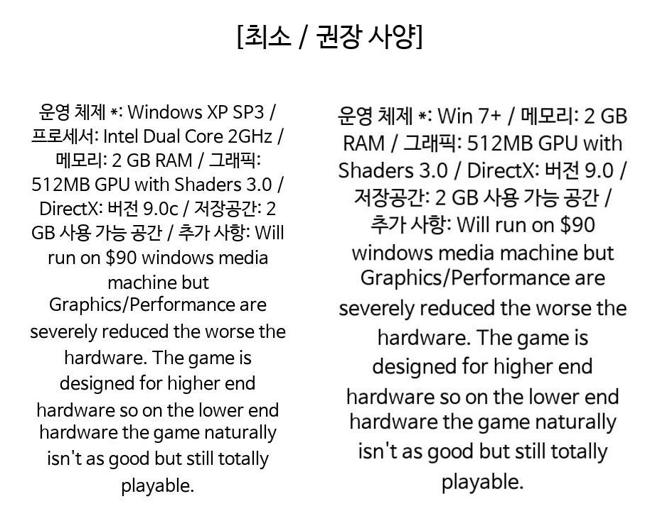 [최소 / 권장 사양]
운영 체제 *: Windows XP SP3 /
프로세서: Intel Dual Core 2GHz /
메모리: 2 GB RAM / 그래픽:
512MB GPU with Shaders 3.0 /
DirectX: 버전 9.0c / 저장공간: 2
GB 사용 가능 공간 / 추가 사항: Will
run on $90 windows media
machine but
Graphics/Performance are
severely reduced the worse the
hardware. The game is
designed for higher end
hardware so on the lower end
hardware the game naturally
isn't as good but still totally
playable.
운영 체제 *: Win 7+ / 메모리: 2 GB
RAM / 그래픽: 512MB GPU with
Shaders 3.0 / DirectX: 버전 9.0 /
저장공간: 2 GB 사용 가능 공간 /
추가 사항: Will run on $90
windows media machine but
Graphics/Performance are
severely reduced the worse the
hardware. The game is
designed for higher end
hardware so on the lower end
hardware the game naturally
isn't as good but still totally
playable.